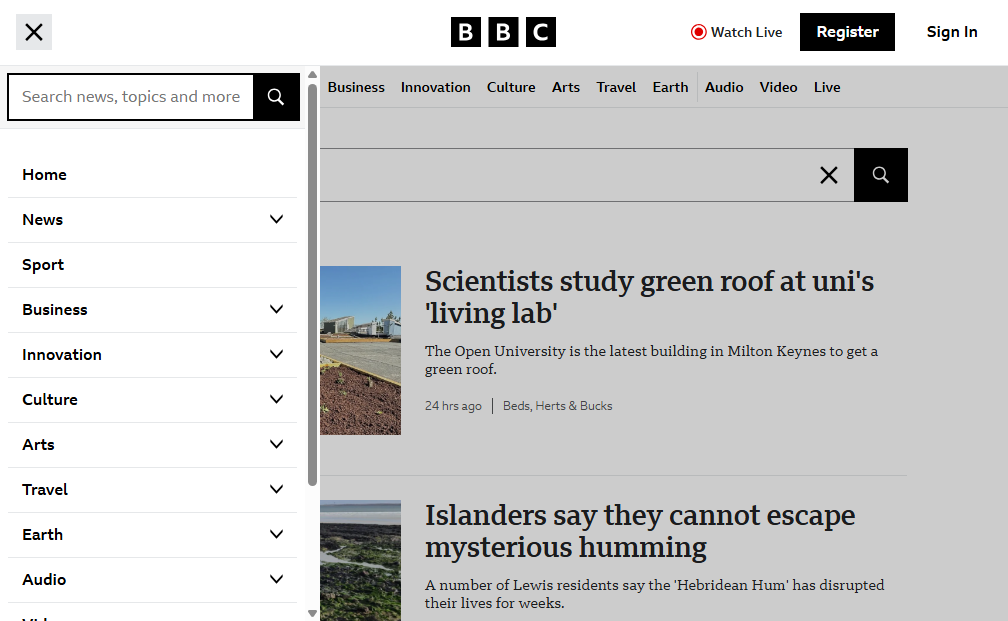 BBC
Watch Live
Register
Sign In
Search news, topics and more
Business Innovation Culture Arts Travel Earth Audio Video Live
Home
News
Sport
Business
Innovation
Culture
Arts
Travel
Earth
Audio
Scientists study green roof at uni's
'living lab'
The Open University is the latest building in Milton Keynes to get a
green roof.
24 hrs ago
Beds, Herts & Bucks
Islanders say they cannot escape
mysterious humming
A number of Lewis residents say the 'Hebridean Hum' has disrupted
their lives for weeks.